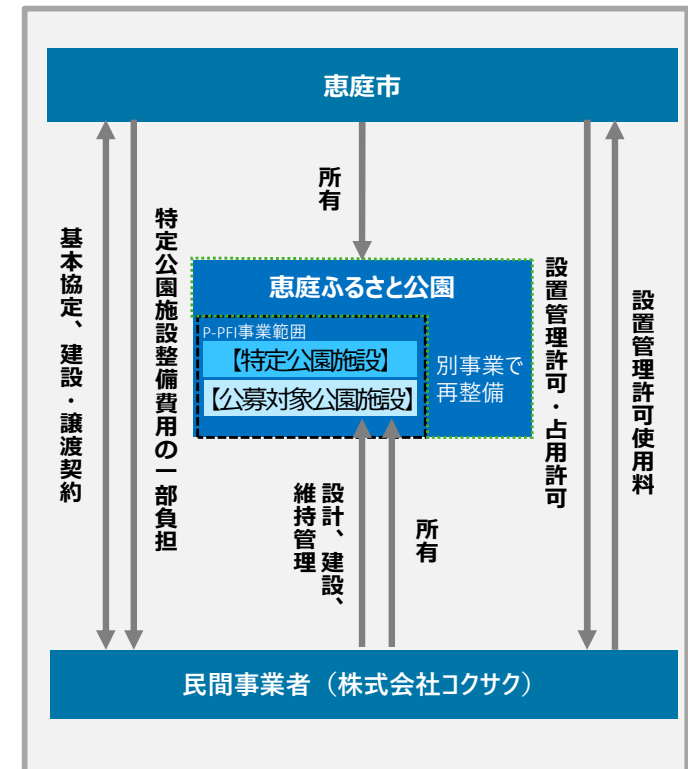 恵庭市
基本協定、建設・譲渡契約
特定公園施設整備費用の一部負担
所有
恵庭ふるさと公園
P-PFI事業範囲
【特定公園施設】
【公募対象公園施設】
別事業で
再整備
設計、建設、
維持管理
所有
設置管理許可・占用許可
設置管理許可使用料
民間事業者（株式会社コクサク）